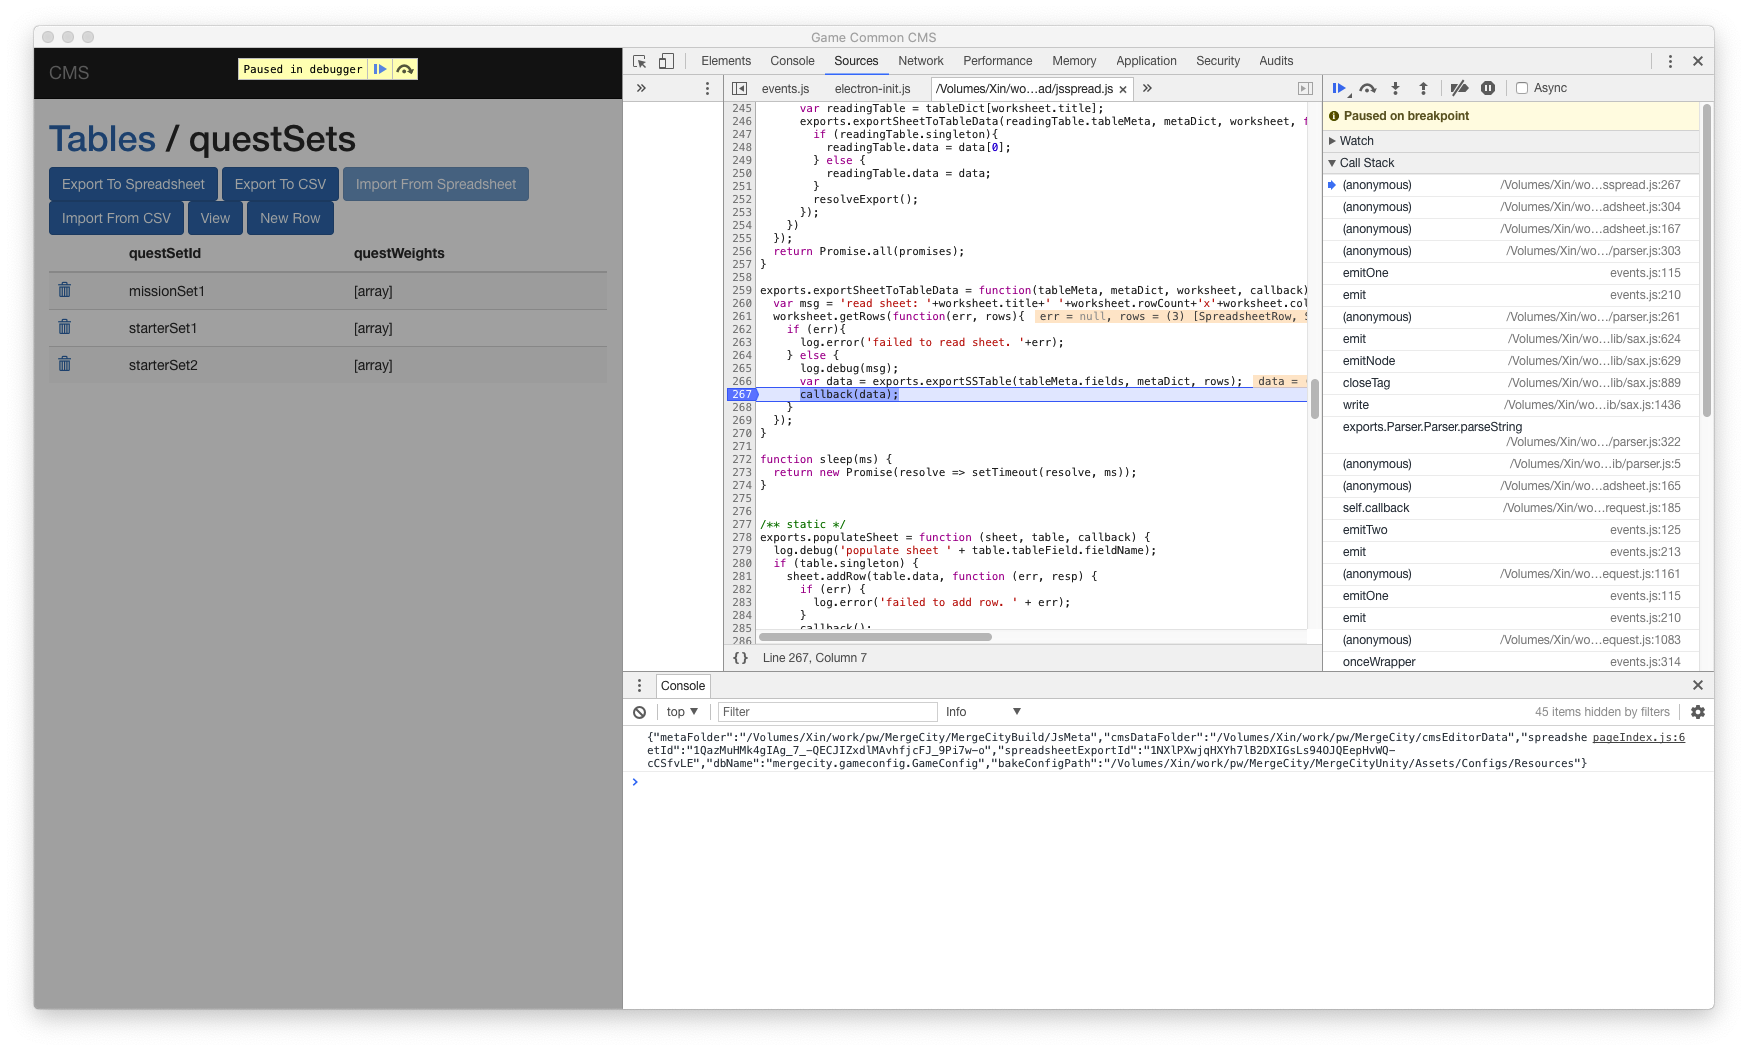 Game Common CMS
CMS
Paused in debugger
Tables / questSets
Export To Spreadsheet
Export To CSV
Import From Spreadsheet
Import From CSV
View
New Row
questSetId questWeights
missionSet1 [array]
starterSet1 [array]
starterSet2 [array]
Elements Console Sources Network Performance Memory Application Security Audits
events.js electron-init.js /Volumes/Xin/wo…ad/jsspread.js
245 var readingTable = tableDict[worksheet.title];
246 exports.exportSheetToTableData(readingTable.tableMeta, metaDict, worksheet, f
247 if (readingTable.singleton){
248 readingTable.data = data[0];
249 } else {
250 readingTable.data = data;
251 }
252 resolveExport();
253 });
254 })
255 });
256 return Promise.all(promises);
257 }
258
259 exports.exportSheetToTableData = function(tableMeta, metaDict, worksheet, callback)
260 var msg = 'read sheet: '+worksheet.title+' '+worksheet.rowCount+'x'+worksheet.col
261 worksheet.getRows(function(err, rows){ err = null, rows = (3) [SpreadsheetRow, S
262 if (err){
263 log.error('failed to read sheet. '+err);
264 } else {
265 log.debug(msg);
266 var data = exports.exportSSTable(tableMeta.fields, metaDict, rows); data = (
267 callback(data);
268 }
269 });
270 }
271
272 function sleep(ms) {
273 return new Promise(resolve => setTimeout(resolve, ms));
274 }
275
276
277 /** static */
278 exports.populateSheet = function (sheet, table, callback) {
279 log.debug('populate sheet ' + table.tableField.fieldName);
280 if (table.singleton) {
281 sheet.addRow(table.data, function (err, resp) {
282 if (err) {
283 log.error('failed to add row. ' + err);
284 }
285 callback();
286
{} Line 267, Column 7
Async
Paused on breakpoint
Watch
Call Stack
(anonymous) /Volumes/Xin/wo…sspread.js:267
(anonymous) /Volumes/Xin/wo…adsheet.js:304
(anonymous) /Volumes/Xin/wo…adsheet.js:167
(anonymous) /Volumes/Xin/wo…/parser.js:303
emitOne events.js:115
emit events.js:210
(anonymous) /Volumes/Xin/wo…/parser.js:261
emit /Volumes/Xin/wo…lib/sax.js:624
emitNode /Volumes/Xin/wo…lib/sax.js:629
closeTag /Volumes/Xin/wo…lib/sax.js:889
write /Volumes/Xin/wo…ib/sax.js:1436
exports.Parser.Parser.parseString
/Volumes/Xin/wo…/parser.js:322
(anonymous) /Volumes/Xin/wo…ib/parser.js:5
(anonymous) /Volumes/Xin/wo…adsheet.js:165
self.callback /Volumes/Xin/wo…request.js:185
emitTwo events.js:125
emit events.js:213
(anonymous) /Volumes/Xin/wo…equest.js:1161
emitOne events.js:115
emit events.js:210
(anonymous) /Volumes/Xin/wo…equest.js:1083
onceWrapper events.js:314
Console
top Filter Info 45 items hidden by filters
{"metaFolder":"/Volumes/Xin/work/pw/MergeCity/MergeCityBuild/JsMeta","cmsDataFolder":"/Volumes/Xin/work/pw/MergeCity/cmsEditorData","spreadshe pageIndex.js:6
etId":"1QazMuHMk4gIAg_7_-QECJIZxdlMAvhfjcFJ_9Pi7w-o","spreadsheetExportId":"1NXlPXwjqHXYh7lB2DXIGsLs94OJQEepHvWQ-
cCSfvLE","dbName":"mergecity.gameconfig.GameConfig","bakeConfigPath":"/Volumes/Xin/work/pw/MergeCity/MergeCityUnity/Assets/Configs/Resources"}